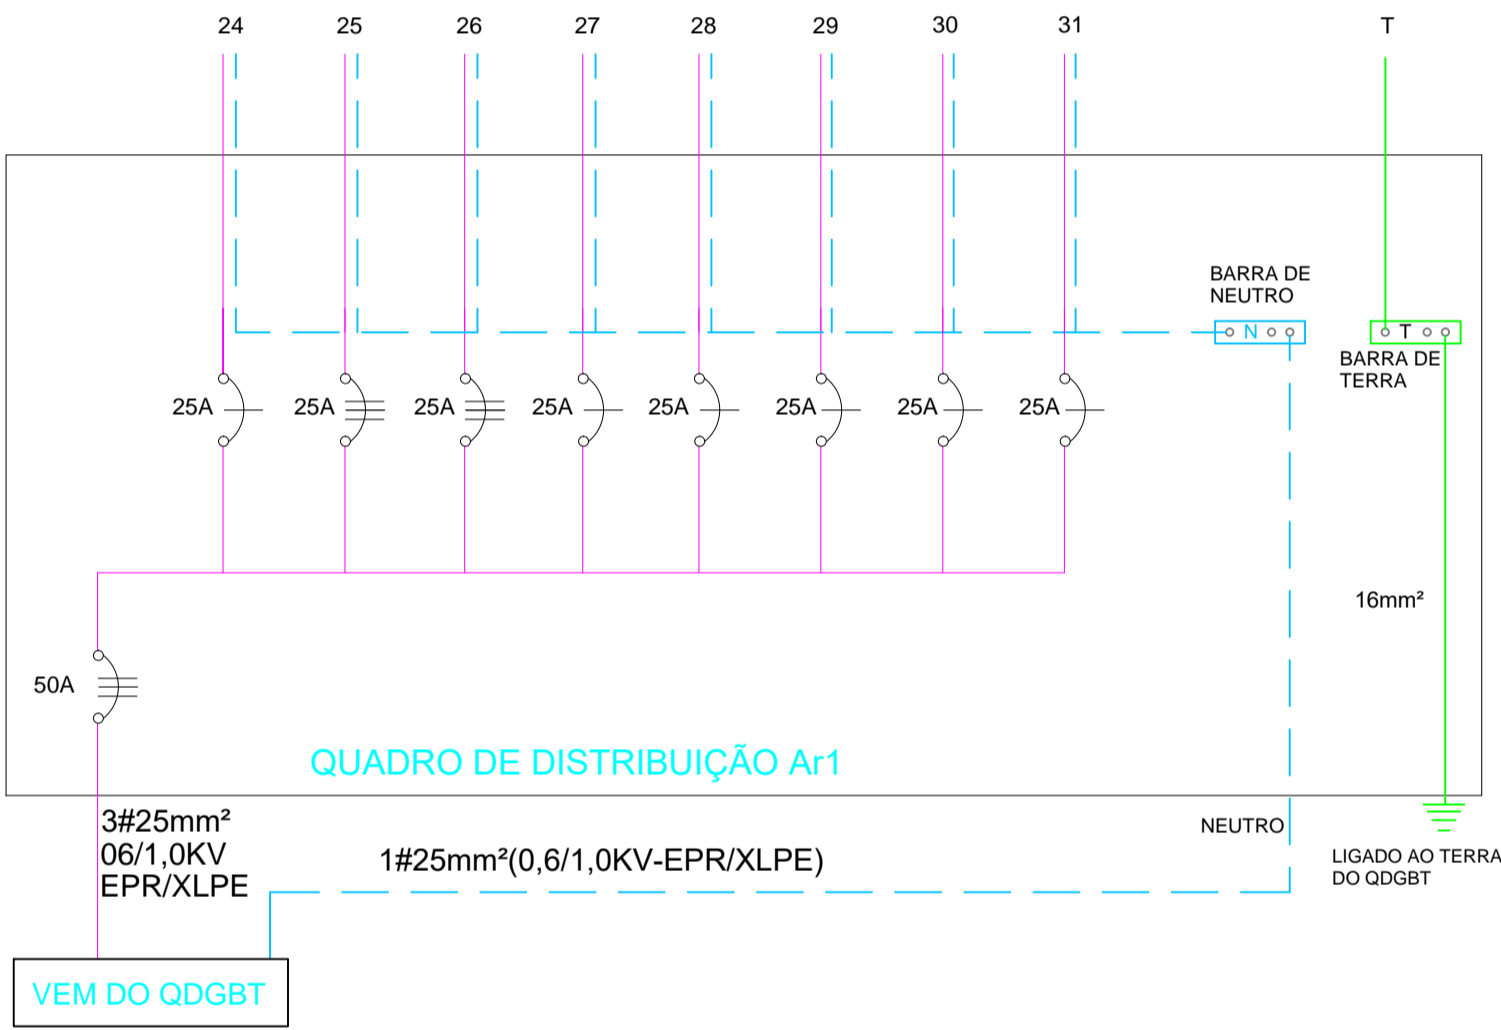 24 25 26 27 28 29 30 31 T
BARRA DE
NEUTRO
N
T
BARRA DE
TERRA
25A 25A 25A 25A 25A 25A 25A 25A
16mm²
50A
QUADRO DE DISTRIBUIÇÃO Ar1
3#25mm²
06/1,0KV
EPR/XLPE
1#25mm²(0,6/1,0KV-EPR/XLPE)
NEUTRO
LIGADO AO TERRA
DO QDGBT
VEM DO QDGBT